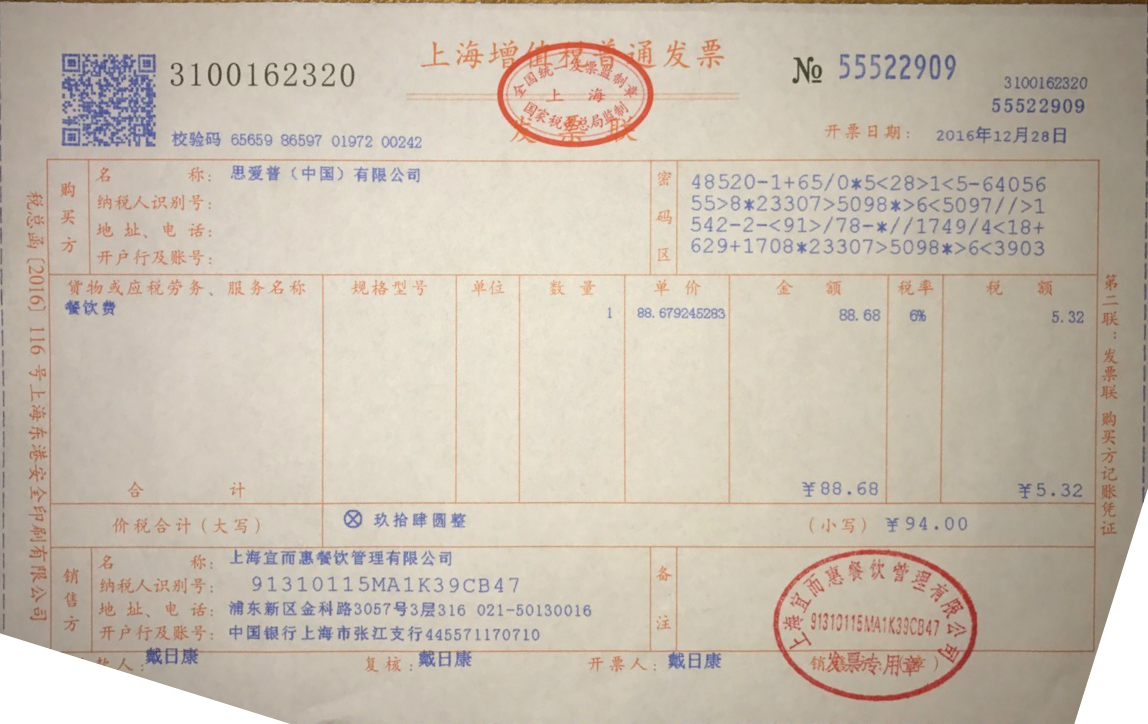 上海增值税普通发票
发票联
全国统一发票监制章
上海
国家税务总局监制
3100162320
№ 55522909
3100162320
55522909
校验码 65659 86597 01972 00242
开票日期: 2016年12月28日
购买方
名称: 思爱普（中国）有限公司
纳税人识别号:
地址、电话:
开户行及账号:
密码区
48520-1+65/0*5<28>1<5-64056
55>8*23307>5098*>6<5097//>1
542-2-<91>/78-*//1749/4<18+
629+1708*23307>5098*>6<3903
货物或应税劳务、服务名称 规格型号 单位 数量 单价 金额 税率 税额
餐饮费 1 88.679245283 88.68 6% 5.32
合计 ¥88.68 ¥5.32
价税合计(大写) ⊗ 玖拾肆圆整 (小写) ¥94.00
销售方
名称: 上海宜而惠餐饮管理有限公司
纳税人识别号: 91310115MA1K39CB47
地址、电话: 浦东新区金科路3057号3层316 021-50130016
开户行及账号: 中国银行上海市张江支行445571170710
备注
款人: 戴日康 复核: 戴日康 开票人: 戴日康
上海宜而惠餐饮管理有限公司
91310115MA1K39CB47
发票专用章
税总函〔2016〕116号上海东港安全印刷有限公司
第二联:发票联 购买方记账凭证